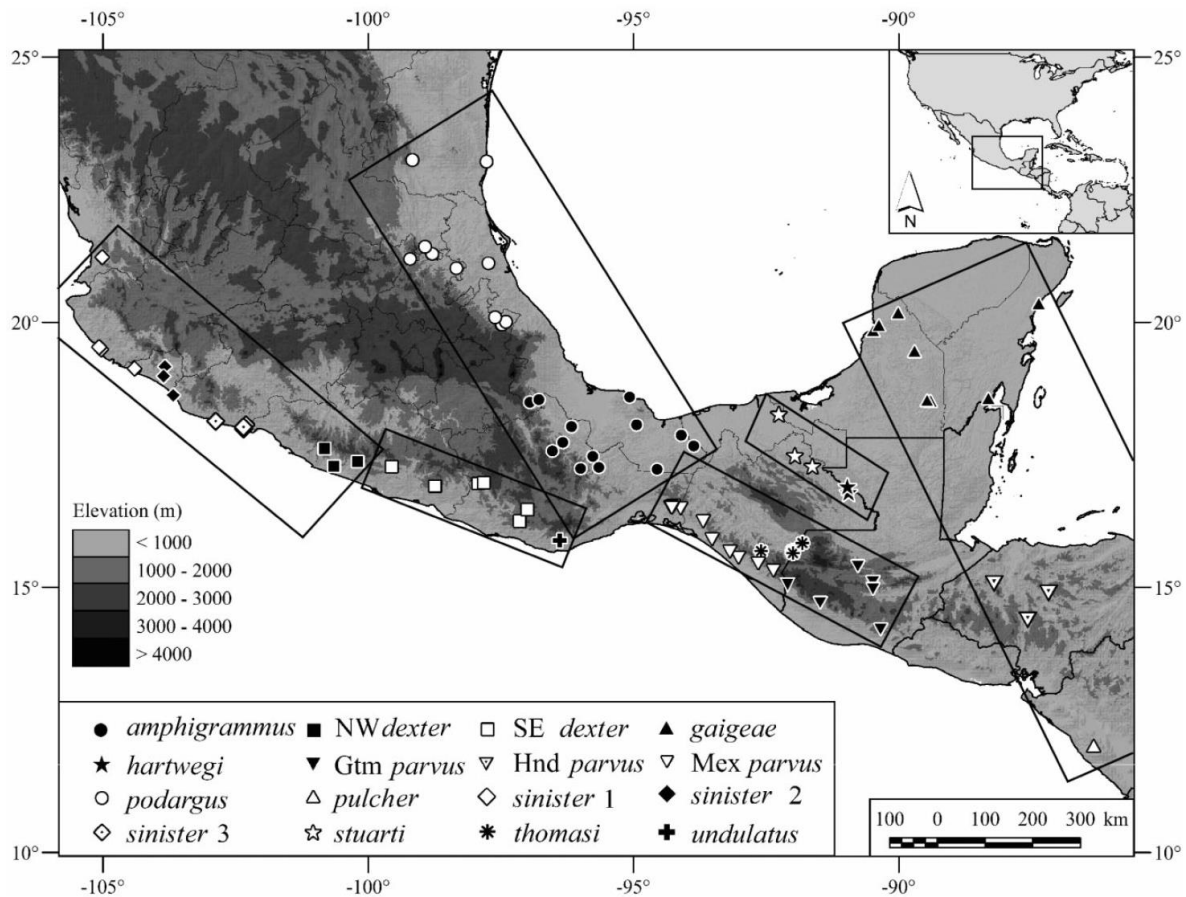 -105° -100° -95° -90°
25° 25°
N
20° 20°
Elevation (m)
< 1000
1000 - 2000
2000 - 3000
3000 - 4000
> 4000
15° 15°
amphigrammus NW dexter SE dexter gaigeae
hartwegi Gtm parvus Hnd parvus Mex parvus
podargus pulcher sinister 1 sinister 2
sinister 3 stuarti thomasi undulatus
100 0 100 200 300 km
10° 10°
-105° -100° -95° -90°